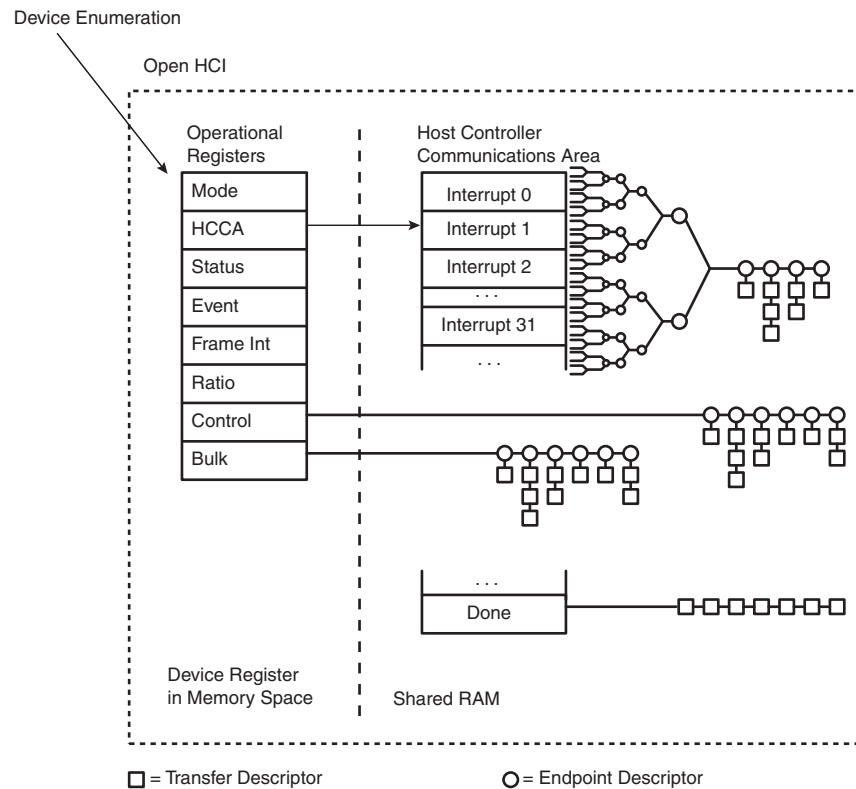 Device Enumeration
Open HCI
Operational
Registers
Mode
HCCA
Status
Event
Frame Int
Ratio
Control
Bulk
Host Controller
Communications Area
Interrupt 0
Interrupt 1
Interrupt 2
. . .
Interrupt 31
. . .
. . .
Done
Device Register
in Memory Space
Shared RAM
= Transfer Descriptor
= Endpoint Descriptor